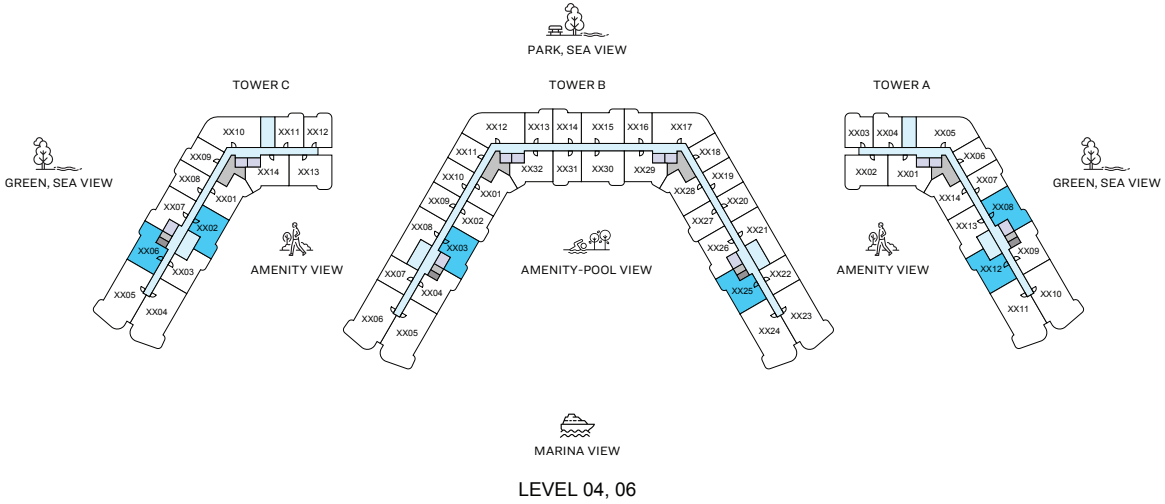 PARK, SEA VIEW
TOWER C
TOWER B
TOWER A
XX10
XX11
XX12
XX09
XX08
XX07
XX06
XX05
XX04
XX03
XX02
XX01
XX14
XX13
XX12
XX13
XX14
XX15
XX16
XX17
XX11
XX10
XX09
XX08
XX07
XX06
XX05
XX04
XX03
XX02
XX01
XX32
XX31
XX30
XX29
XX28
XX27
XX26
XX25
XX24
XX23
XX22
XX21
XX20
XX19
XX18
XX03
XX04
XX05
XX02
XX01
XX06
XX07
XX08
XX09
XX10
XX11
XX12
XX13
XX14
GREEN, SEA VIEW
AMENITY VIEW
AMENITY-POOL VIEW
AMENITY VIEW
GREEN, SEA VIEW
MARINA VIEW
LEVEL 04, 06